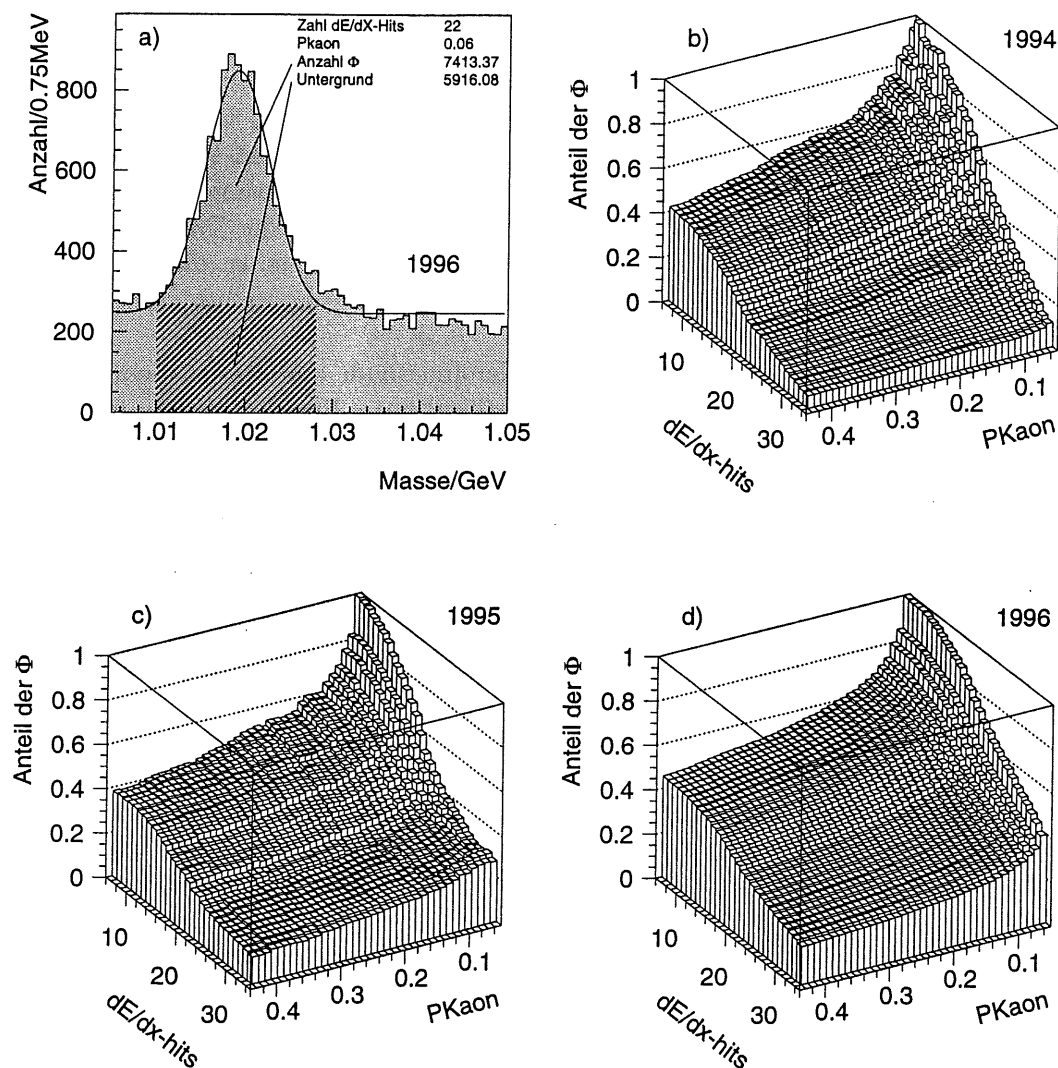 a)
Zahl dE/dX-Hits 22
Pkaon 0.06
Anzahl Φ 7413.37
Untergrund 5916.08
1996
Anzahl/0.75MeV
800
600
400
200
0
1.01 1.02 1.03 1.04 1.05
Masse/GeV
b)
1994
Anteil der Φ
1
0.8
0.6
0.4
0.2
0
10
20
30
dE/dx-hits
0.4
0.3
0.2
0.1
PKaon
c)
1995
Anteil der Φ
1
0.8
0.6
0.4
0.2
0
10
20
30
dE/dx-hits
0.4
0.3
0.2
0.1
PKaon
d)
1996
Anteil der Φ
1
0.8
0.6
0.4
0.2
0
10
20
30
dE/dx-hits
0.4
0.3
0.2
0.1
PKaon